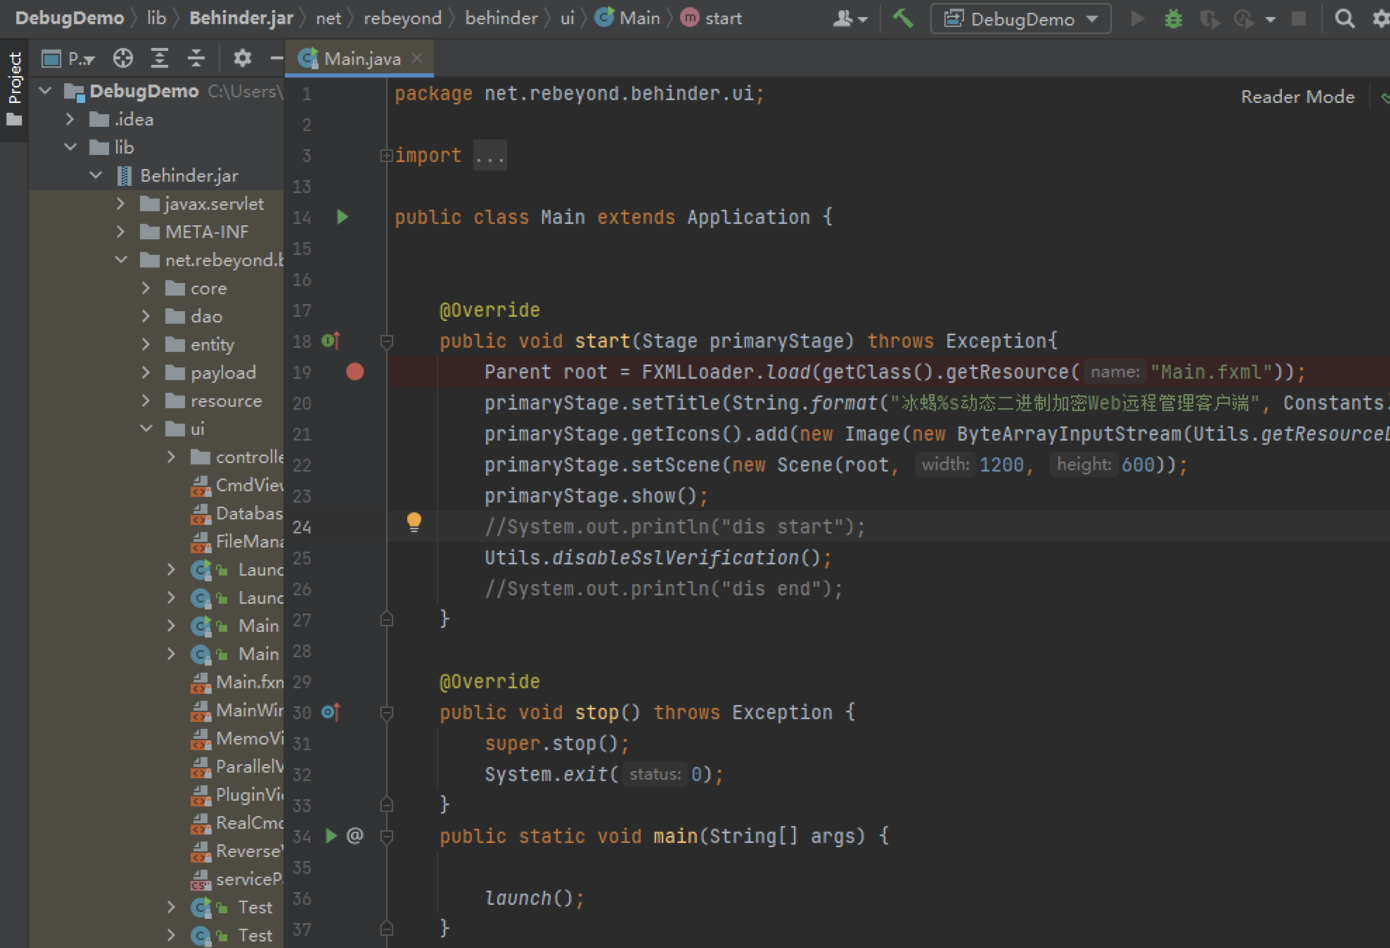 DebugDemo lib Behinder.jar net rebeyond behinder ui Main start
DebugDemo
Project
P..
Main.java
DebugDemo C:\Users\
.idea
lib
Behinder.jar
javax.servlet
META-INF
net.rebeyond.b
core
dao
entity
payload
resource
ui
controlle
CmdView
Databas
FileMana
Launc
Launc
Main
Main
Main.fxm
MainWin
MemoVi
ParallelV
PluginVie
RealCmd
ReverseV
serviceP
Test
Test
Reader Mode
1 package net.rebeyond.behinder.ui;
2
3 import ...
13
14 public class Main extends Application {
15
16
17 @Override
18 public void start(Stage primaryStage) throws Exception{
19 Parent root = FXMLLoader.load(getClass().getResource( name: "Main.fxml"));
20 primaryStage.setTitle(String.format("冰蝎%s动态二进制加密Web远程管理客户端", Constants.
21 primaryStage.getIcons().add(new Image(new ByteArrayInputStream(Utils.getResourceD
22 primaryStage.setScene(new Scene(root, width: 1200, height: 600));
23 primaryStage.show();
24 //System.out.println("dis start");
25 Utils.disableSslVerification();
26 //System.out.println("dis end");
27 }
28
29 @Override
30 public void stop() throws Exception {
31 super.stop();
32 System.exit( status: 0);
33 }
34 @ public static void main(String[] args) {
35
36 launch();
37 }